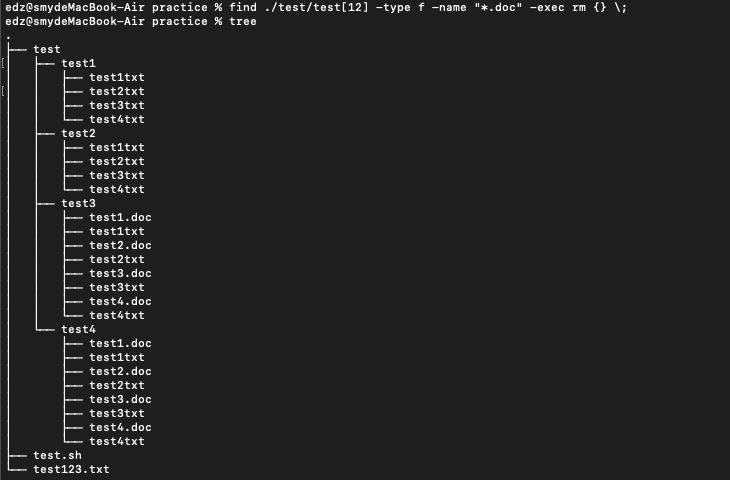 edz@smydeMacBook-Air practice % find ./test/test[12] -type f -name "*.doc" -exec rm {} \;
edz@smydeMacBook-Air practice % tree
.
├── test
[   │   ├── test1
│   │   ├── test1txt
[   │   │   ├── test2txt
│   │   ├── test3txt
│   │   └── test4txt
│   ├── test2
│   │   ├── test1txt
│   │   ├── test2txt
│   │   ├── test3txt
│   │   └── test4txt
│   ├── test3
│   │   ├── test1.doc
│   │   ├── test1txt
│   │   ├── test2.doc
│   │   ├── test2txt
│   │   ├── test3.doc
│   │   ├── test3txt
│   │   ├── test4.doc
│   │   └── test4txt
│   └── test4
│       ├── test1.doc
│       ├── test1txt
│       ├── test2.doc
│       ├── test2txt
│       ├── test3.doc
│       ├── test3txt
│       ├── test4.doc
│       └── test4txt
├── test.sh
└── test123.txt